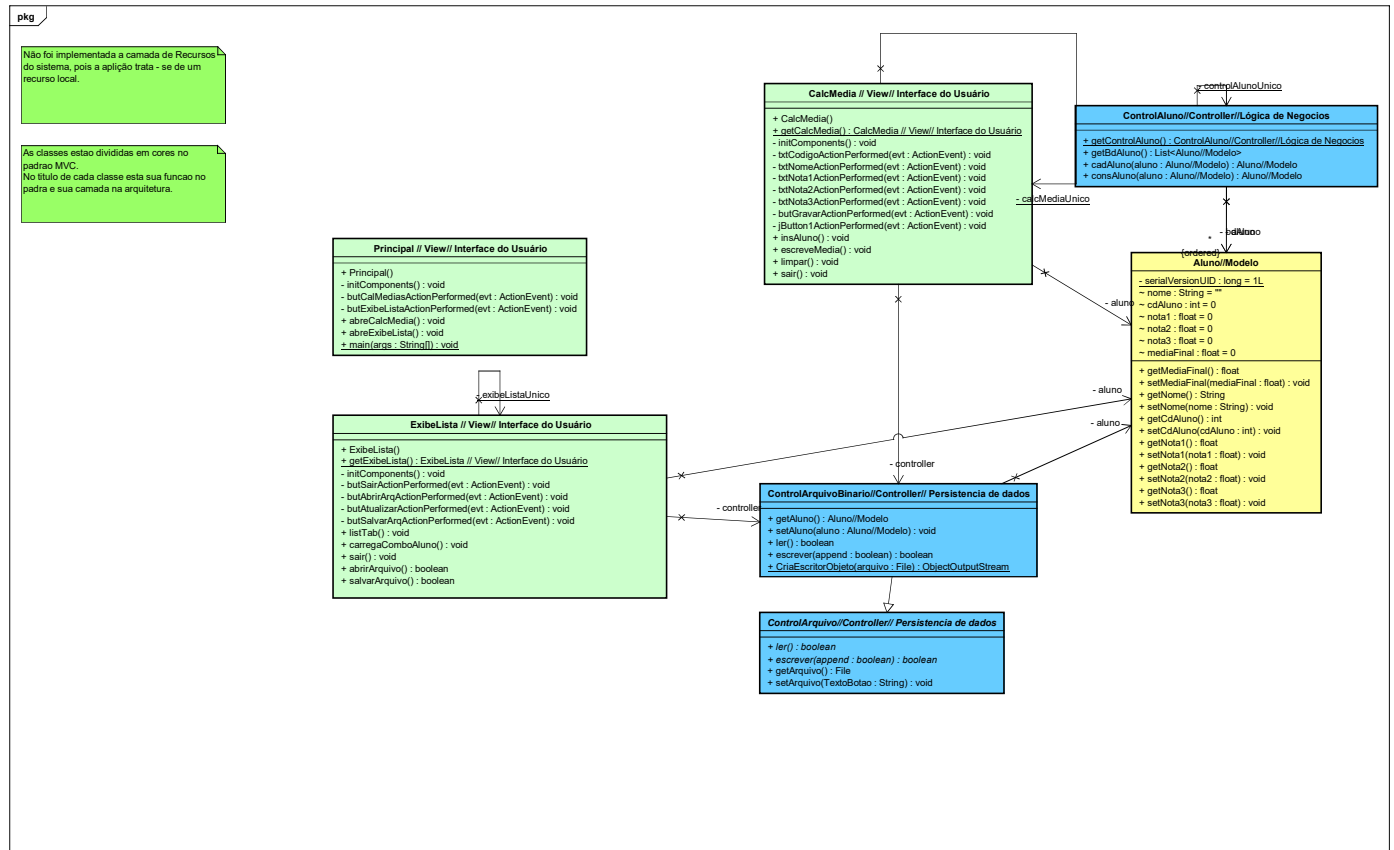 pkg
Não foi implementada a camada de Recursos
do sistema, pois a aplição trata - se de um
recurso local.
As classes estao divididas em cores no
padrao MVC.
No titulo de cada classe esta sua funcao no
padra e sua camada na arquitetura.
CalcMedia // View// Interface do Usuário
+ CalcMedia()
+ getCalcMedia() : CalcMedia // View// Interface do Usuário
- initComponents() : void
- txtCodigoActionPerformed(evt : ActionEvent) : void
- txtNomeActionPerformed(evt : ActionEvent) : void
- txtNota1ActionPerformed(evt : ActionEvent) : void
- txtNota2ActionPerformed(evt : ActionEvent) : void
- txtNota3ActionPerformed(evt : ActionEvent) : void
- butGravarActionPerformed(evt : ActionEvent) : void
- jButton1ActionPerformed(evt : ActionEvent) : void
+ insAluno() : void
+ escreveMedia() : void
+ limpar() : void
+ sair() : void
- controlAlunoUnico
ControlAluno//Controller//Lógica de Negocios
+ getControlAluno() : ControlAluno//Controller//Lógica de Negocios
+ getBdAluno() : List<Aluno//Modelo>
+ cadAluno(aluno : Aluno//Modelo) : Aluno//Modelo
+ consAluno(aluno : Aluno//Modelo) : Aluno//Modelo
- calcMediaUnico
*
{ordered}
Aluno//Modelo
- serialVersionUID : long = 1L
~ nome : String = ""
~ cdAluno : int = 0
~ nota1 : float = 0
~ nota2 : float = 0
~ nota3 : float = 0
~ mediaFinal : float = 0
+ getMediaFinal() : float
+ setMediaFinal(mediaFinal : float) : void
+ getNome() : String
+ setNome(nome : String) : void
+ getCdAluno() : int
+ setCdAluno(cdAluno : int) : void
+ getNota1() : float
+ setNota1(nota1 : float) : void
+ getNota2() : float
+ setNota2(nota2 : float) : void
+ getNota3() : float
+ setNota3(nota3 : float) : void
- aluno
- aluno
- aluno
Principal // View// Interface do Usuário
+ Principal()
- initComponents() : void
- butCalMediasActionPerformed(evt : ActionEvent) : void
- butExibeListaActionPerformed(evt : ActionEvent) : void
+ abreCalcMedia() : void
+ abreExibeLista() : void
+ main(args : String[]) : void
- exibeListaUnico
ExibeLista // View// Interface do Usuário
+ ExibeLista()
+ getExibeLista() : ExibeLista // View// Interface do Usuário
- initComponents() : void
- butSairActionPerformed(evt : ActionEvent) : void
- butAbrirArqActionPerformed(evt : ActionEvent) : void
- butAtualizarActionPerformed(evt : ActionEvent) : void
- butSalvarArqActionPerformed(evt : ActionEvent) : void
+ listTab() : void
+ carregaComboAluno() : void
+ sair() : void
+ abrirArquivo() : boolean
+ salvarArquivo() : boolean
- controller
- controller
ControlArquivoBinario//Controller// Persistencia de dados
+ getAluno() : Aluno//Modelo
+ setAluno(aluno : Aluno//Modelo) : void
+ ler() : boolean
+ escrever(append : boolean) : boolean
+ CriaEscritorObjeto(arquivo : File) : ObjectOutputStream
ControlArquivo//Controller// Persistencia de dados
+ ler() : boolean
+ escrever(append : boolean) : boolean
+ getArquivo() : File
+ setArquivo(TextoBotao : String) : void